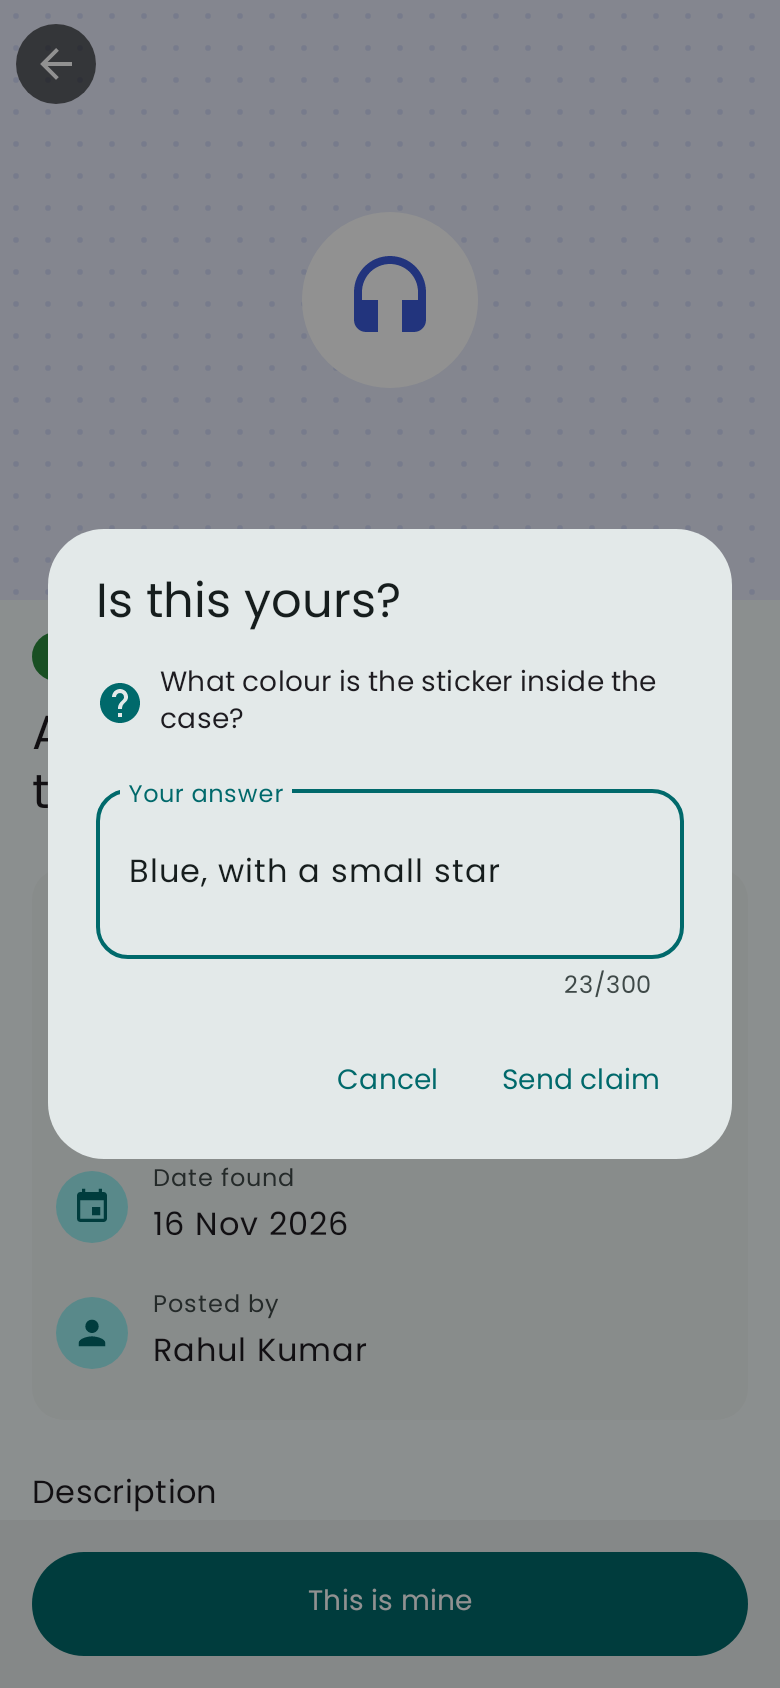 Is this yours?
What colour is the sticker inside the
case?
Your answer
Blue, with a small star
23/300
Cancel
Send claim
Date found
16 Nov 2026
Posted by
Rahul Kumar
Description
This is mine